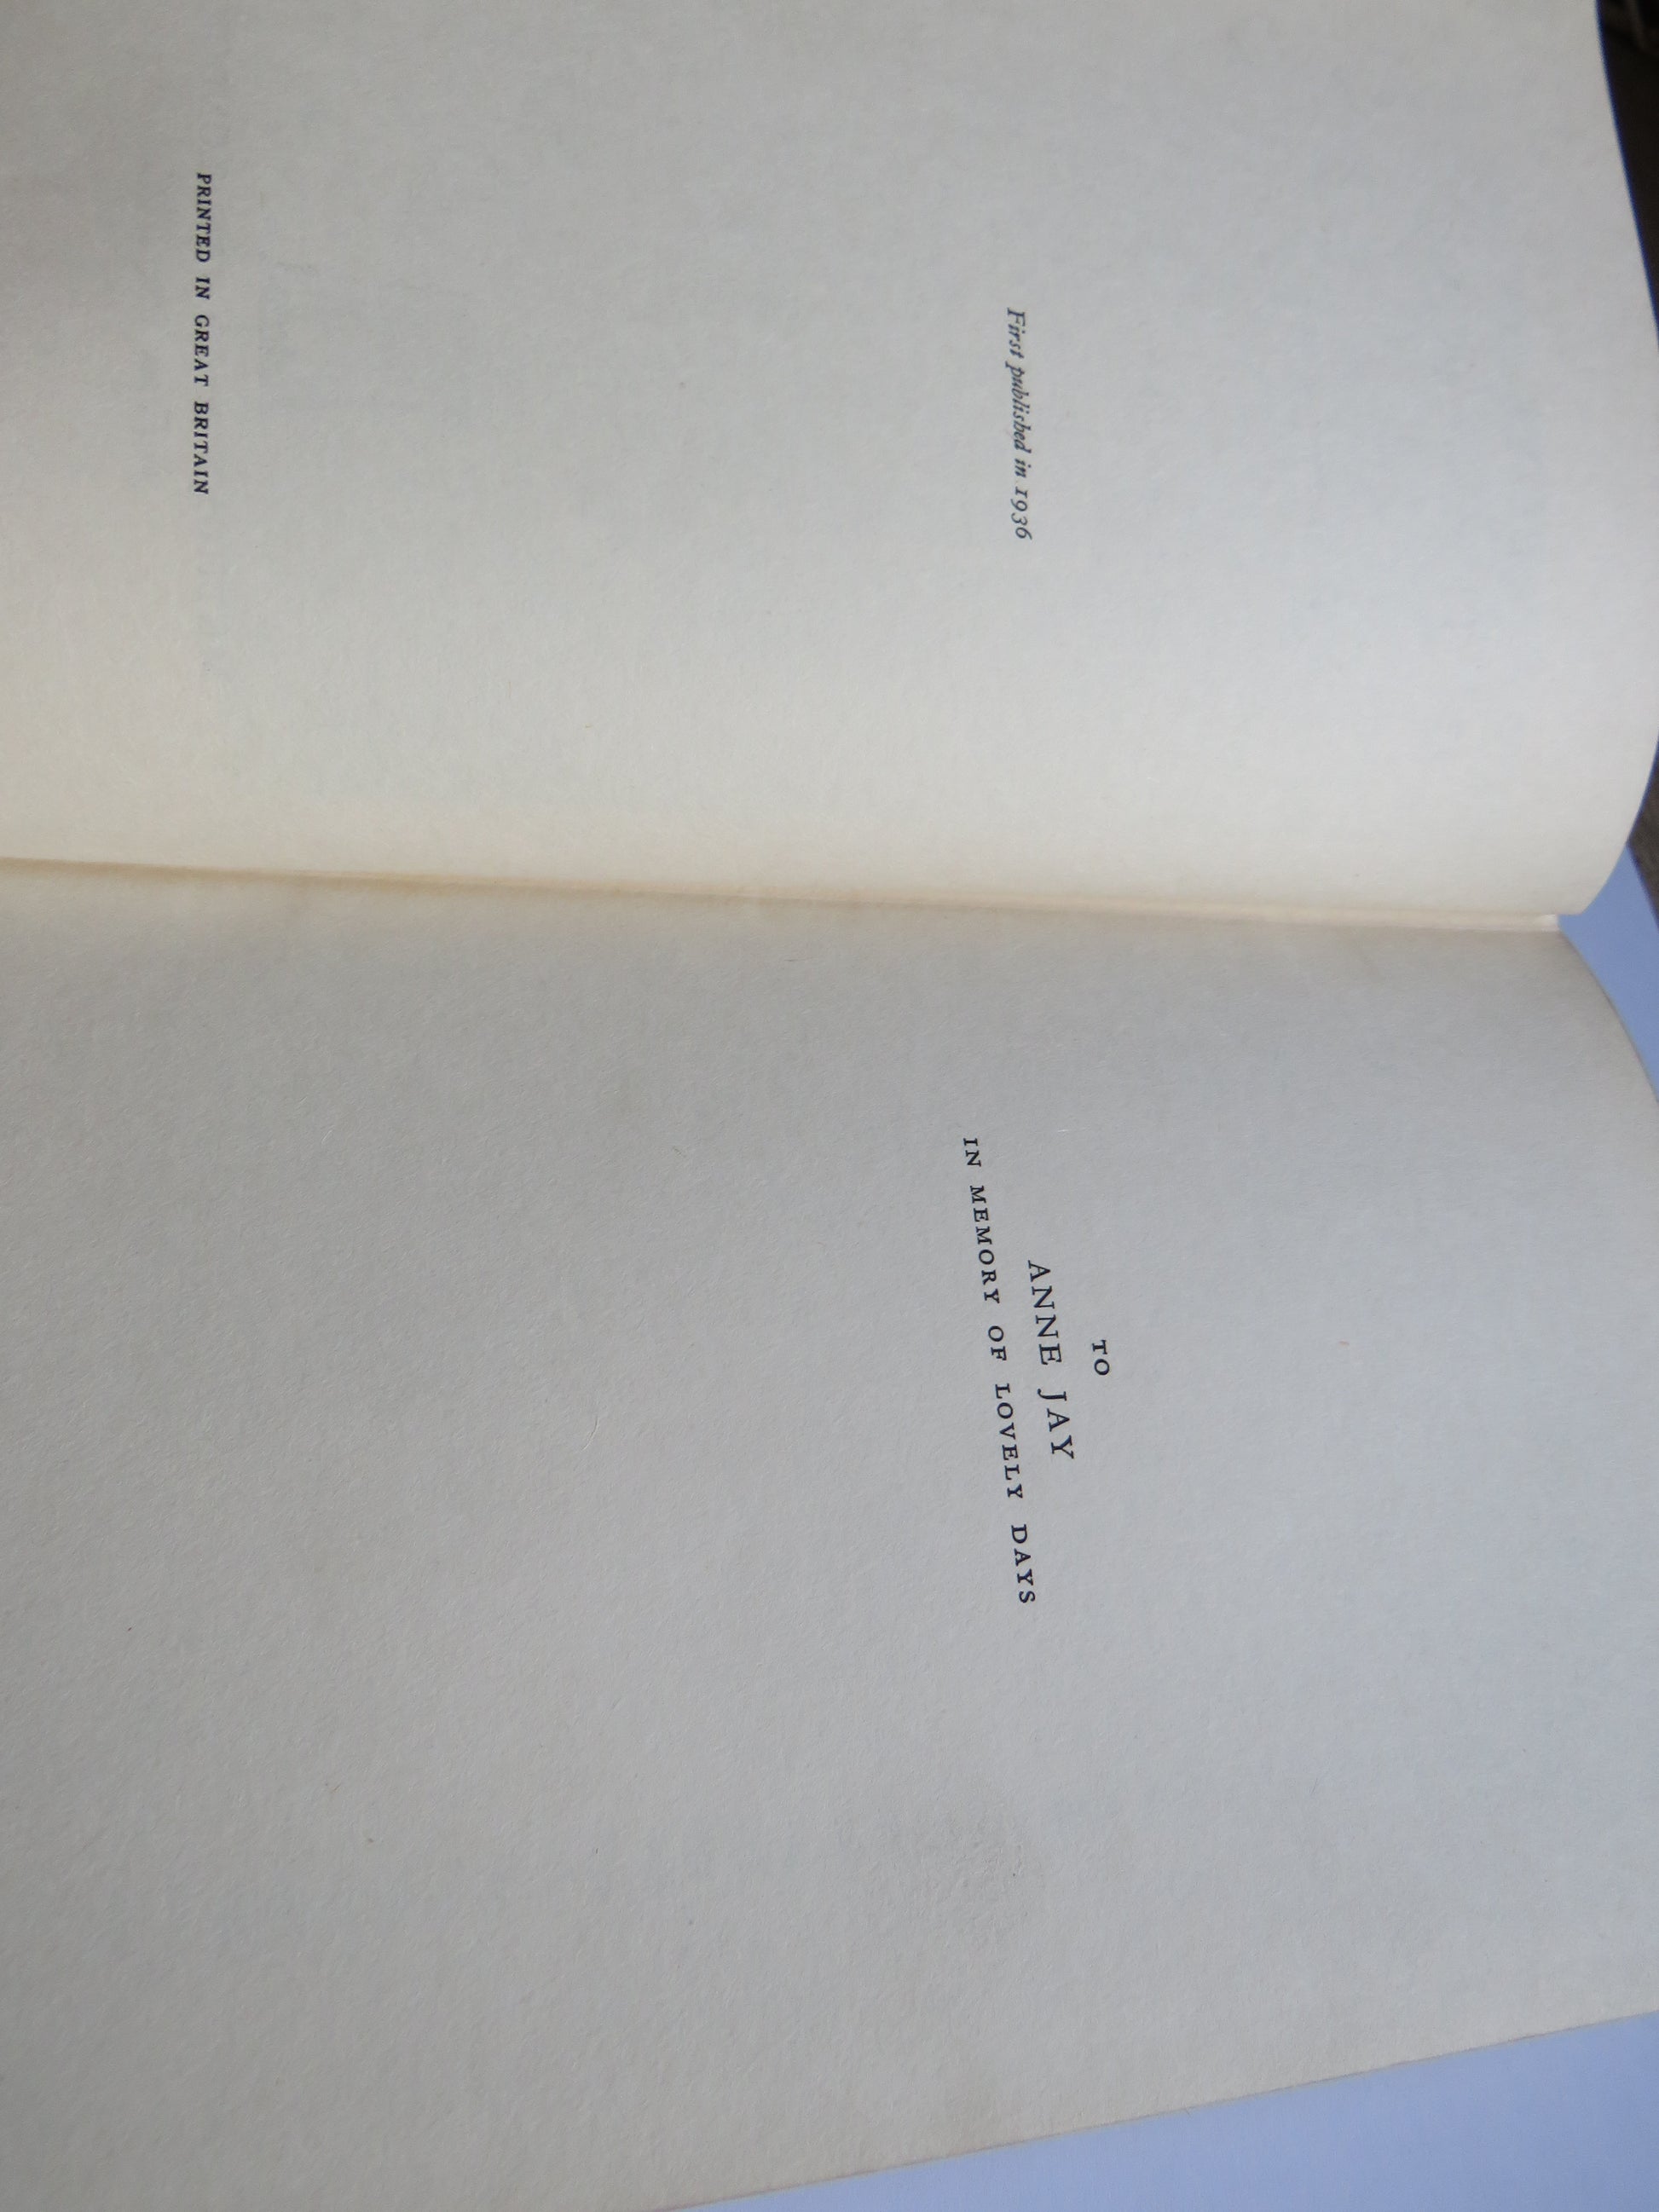 First published in 1936
PRINTED IN GREAT BRITAIN
TO
ANNE JAY
IN MEMORY OF LOVELY DAYS